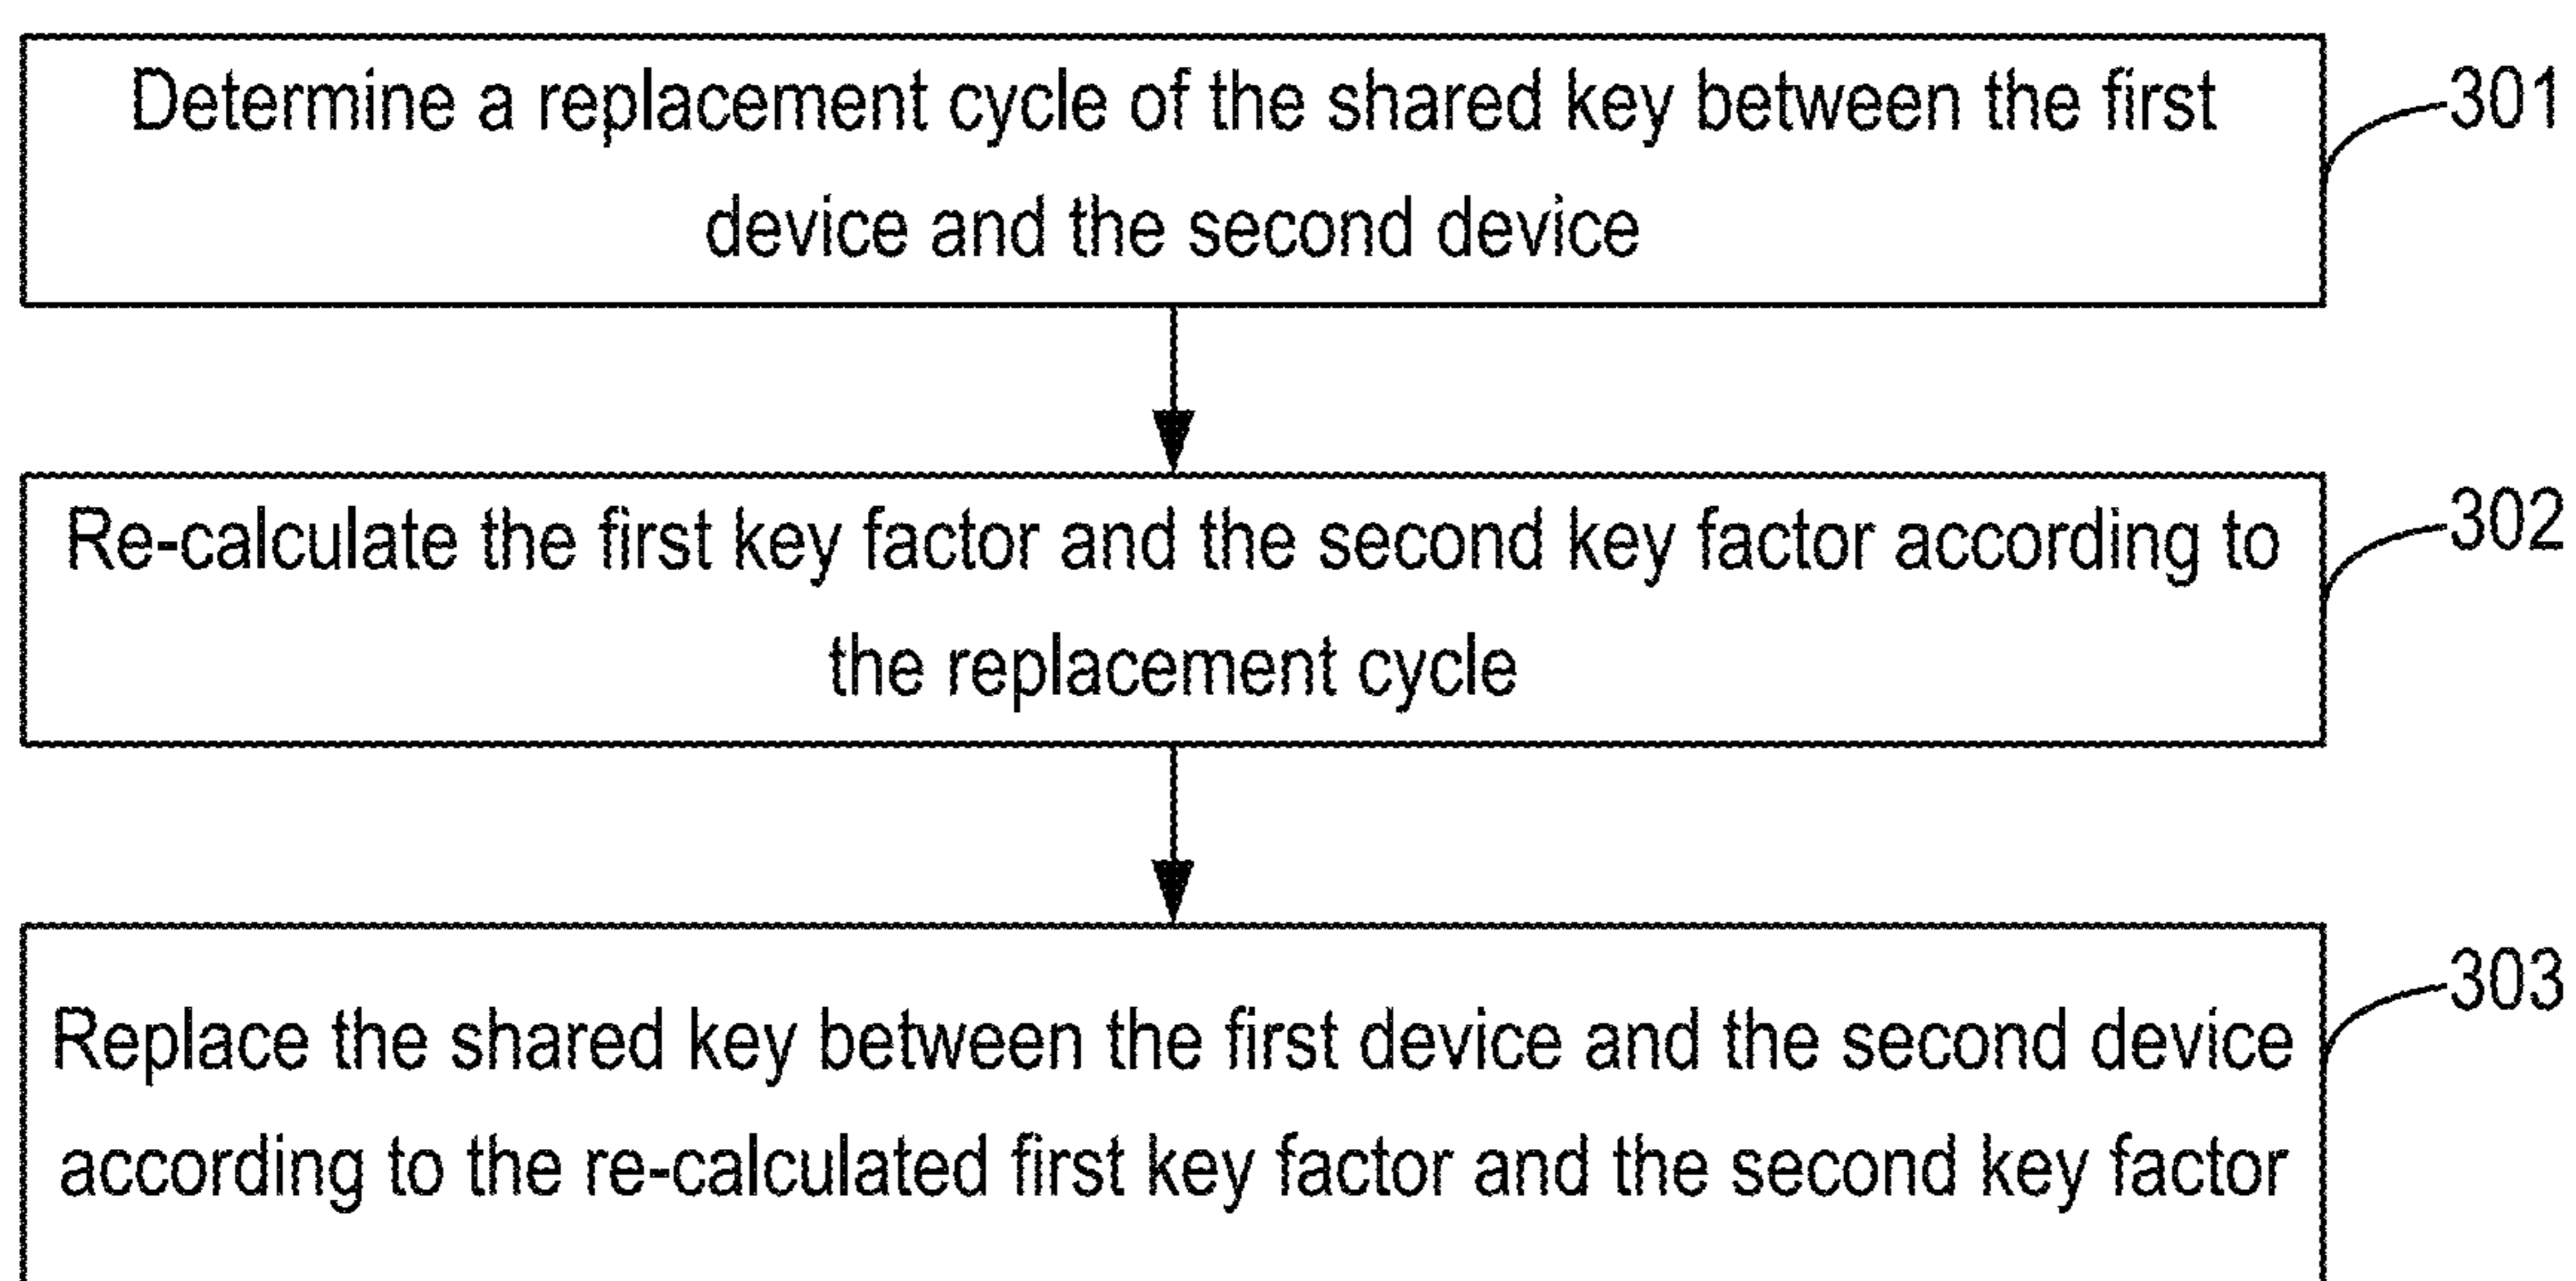 Determine a replacement cycle of the shared key between the first
device and the second device
301
Re-calculate the first key factor and the second key factor according to
the replacement cycle
302
Replace the shared key between the first device and the second device
according to the re-calculated first key factor and the second key factor
303